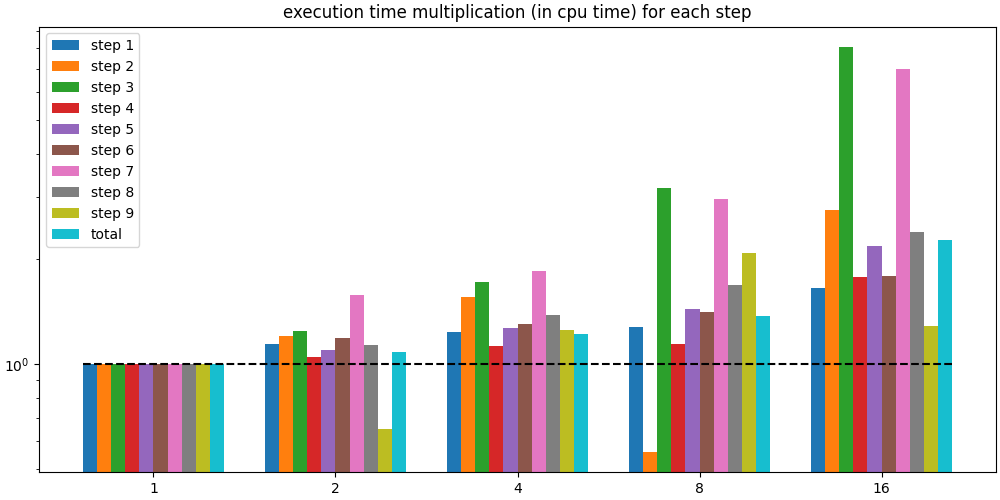 execution time multiplication (in cpu time) for each step
step 1
step 2
step 3
step 4
step 5
step 6
step 7
step 8
step 9
total
10⁰
1 2 4 8 16